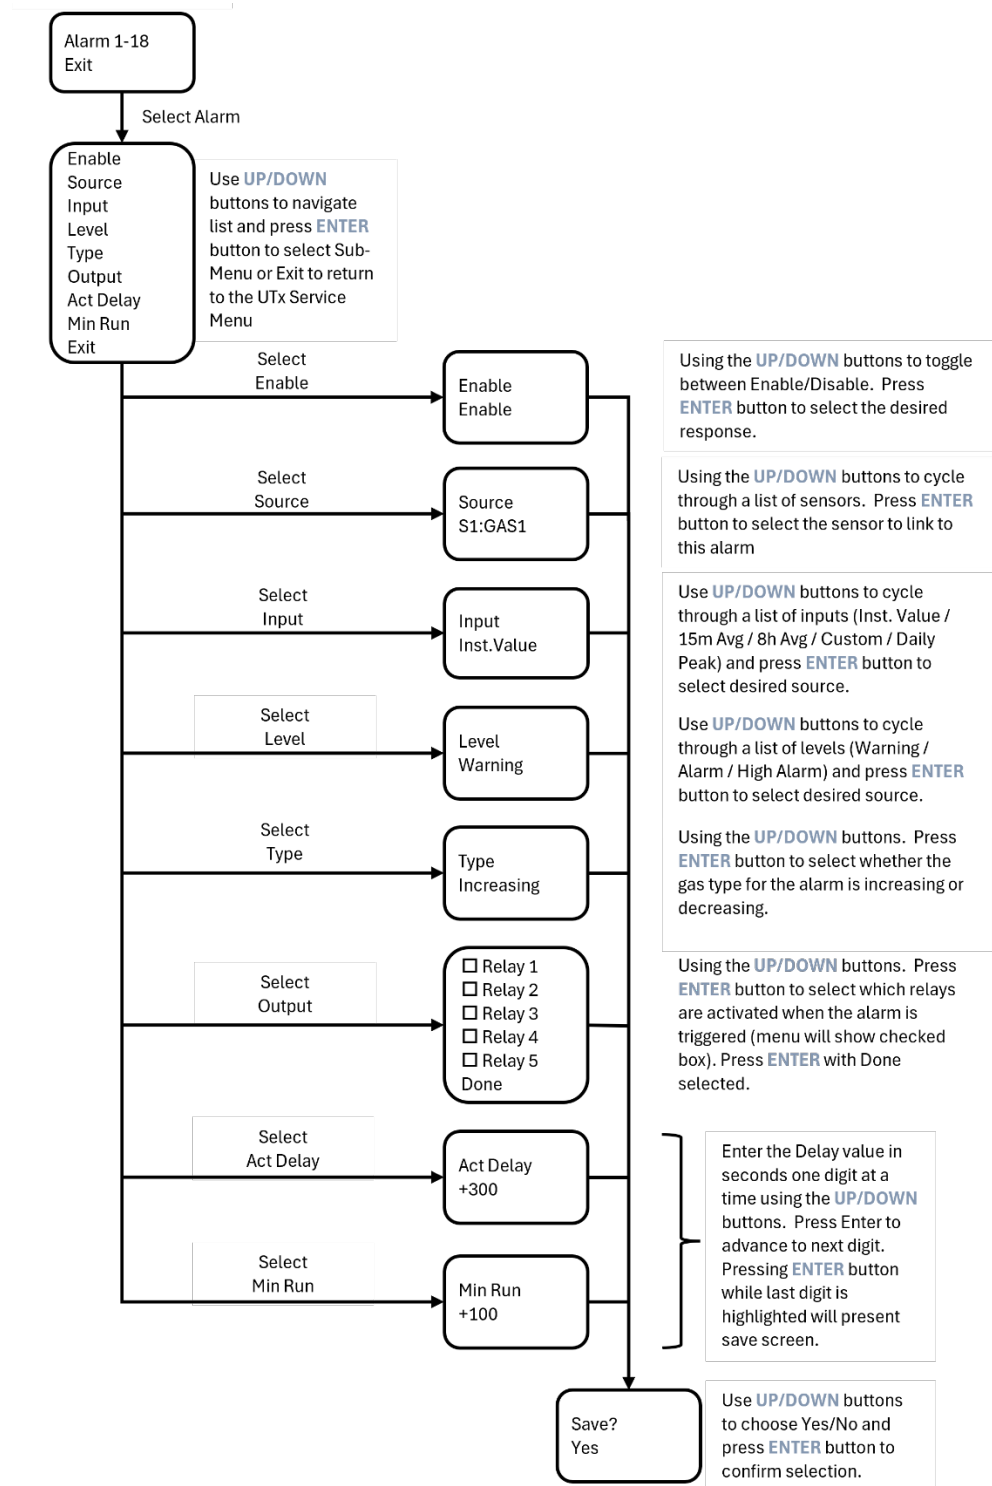 Alarm 1-18
Exit
Select Alarm
Enable
Source
Input
Level
Type
Output
Act Delay
Min Run
Exit
Use UP/DOWN
buttons to navigate
list and press ENTER
button to select Sub-
Menu or Exit to return
to the UTx Service
Menu
Select
Enable
Enable
Enable
Using the UP/DOWN buttons to toggle
between Enable/Disable. Press
ENTER button to select the desired
response.
Select
Source
Source
S1:GAS1
Using the UP/DOWN buttons to cycle
through a list of sensors. Press ENTER
button to select the sensor to link to
this alarm
Select
Input
Input
Inst.Value
Use UP/DOWN buttons to cycle
through a list of inputs (Inst. Value /
15m Avg / 8h Avg / Custom / Daily
Peak) and press ENTER button to
select desired source.
Select
Level
Level
Warning
Use UP/DOWN buttons to cycle
through a list of levels (Warning /
Alarm / High Alarm) and press ENTER
button to select desired source.
Select
Type
Type
Increasing
Using the UP/DOWN buttons. Press
ENTER button to select whether the
gas type for the alarm is increasing or
decreasing.
Select
Output
☐ Relay 1
☐ Relay 2
☐ Relay 3
☐ Relay 4
☐ Relay 5
Done
Using the UP/DOWN buttons. Press
ENTER button to select which relays
are activated when the alarm is
triggered (menu will show checked
box). Press ENTER with Done
selected.
Select
Act Delay
Act Delay
+300
Select
Min Run
Min Run
+100
Enter the Delay value in
seconds one digit at a
time using the UP/DOWN
buttons. Press Enter to
advance to next digit.
Pressing ENTER button
while last digit is
highlighted will present
save screen.
Save?
Yes
Use UP/DOWN buttons
to choose Yes/No and
press ENTER button to
confirm selection.